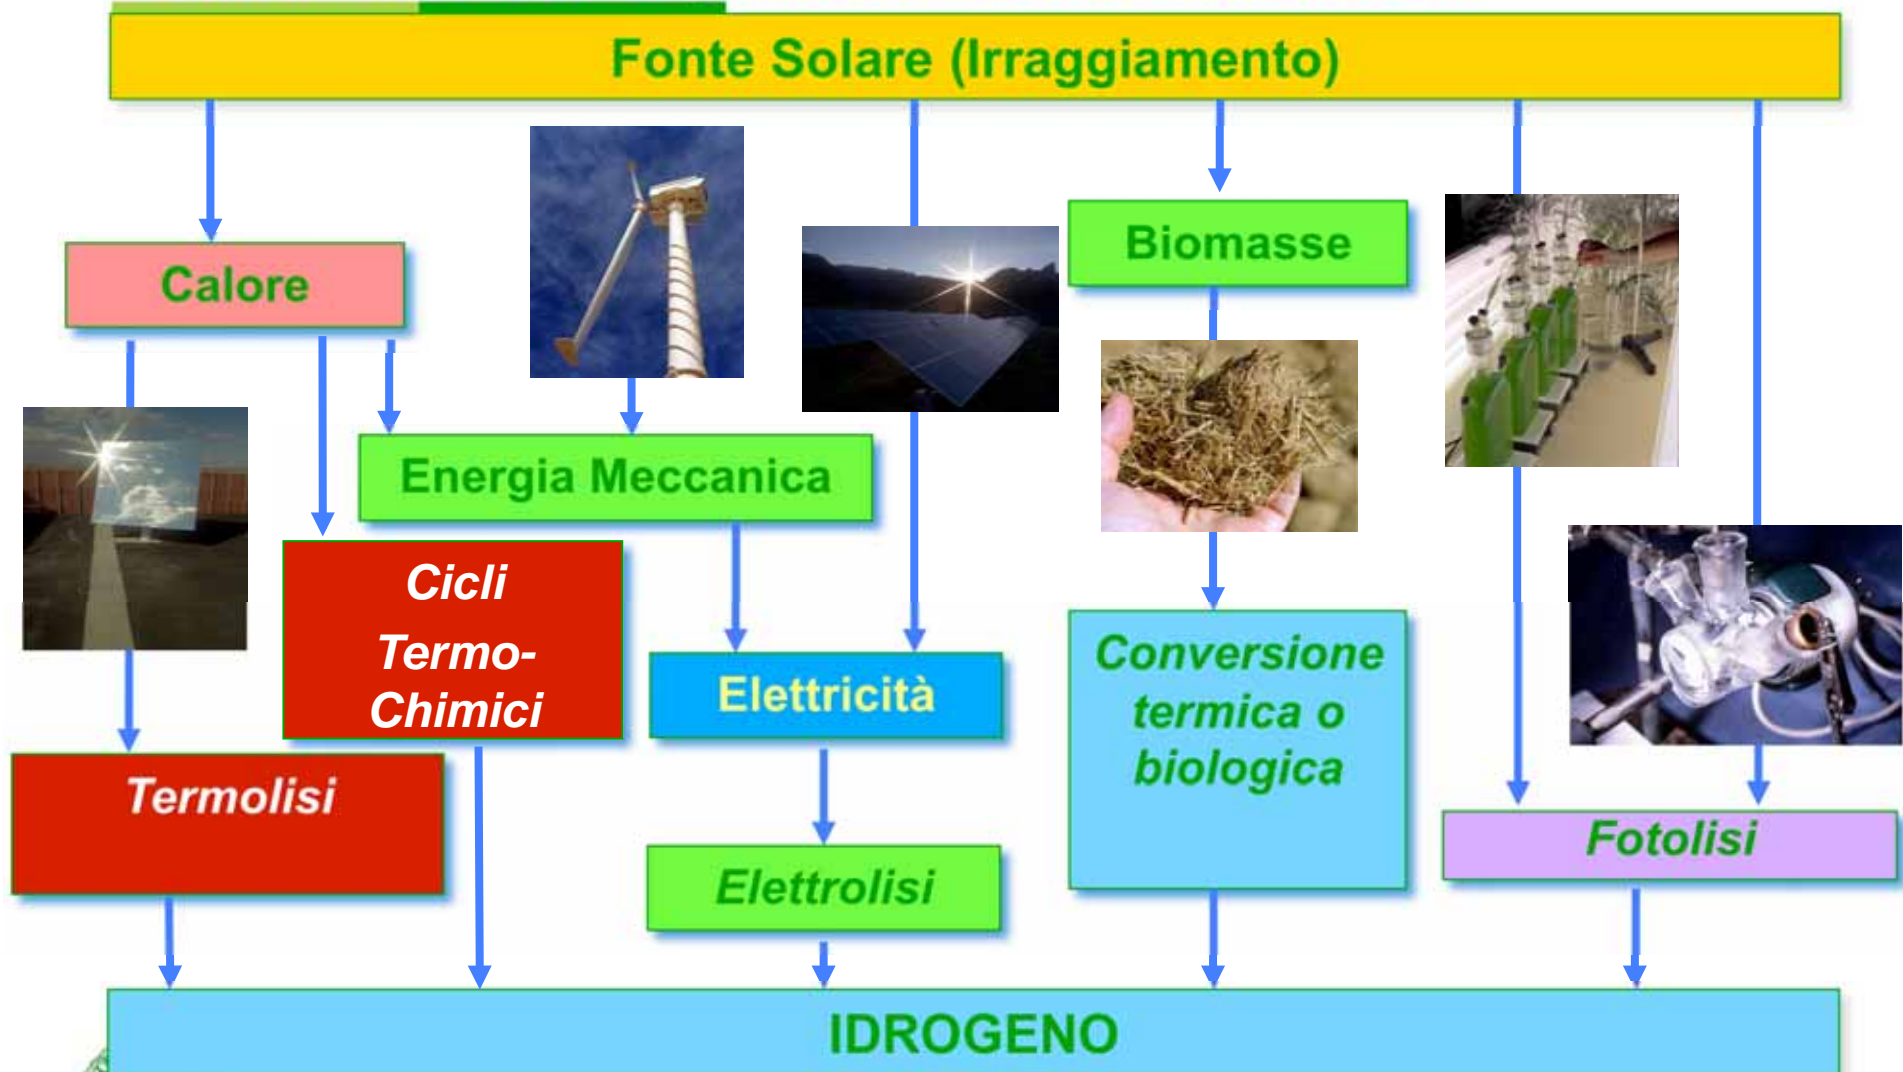 Fonte Solare (Irraggiamento)
Calore
Biomasse
Energia Meccanica
Cicli
Termo-
Chimici
Elettricità
Conversione
termica o
biologica
Termolisi
Elettrolisi
Fotolisi
IDROGENO